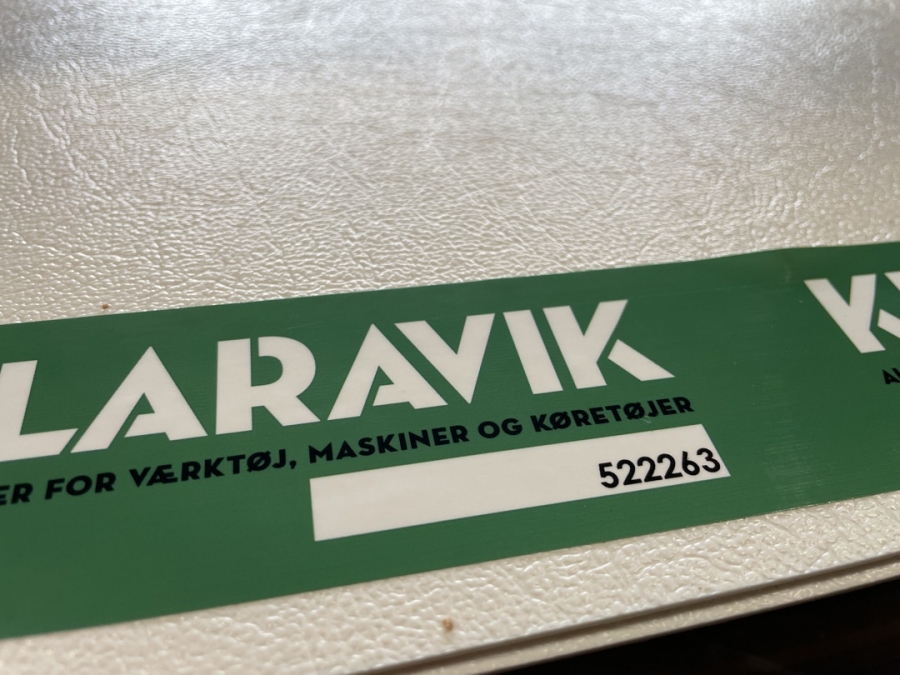 LARAVIK
ER FOR VÆRKTØJ, MASKINER OG KØRETØJER
522263
K